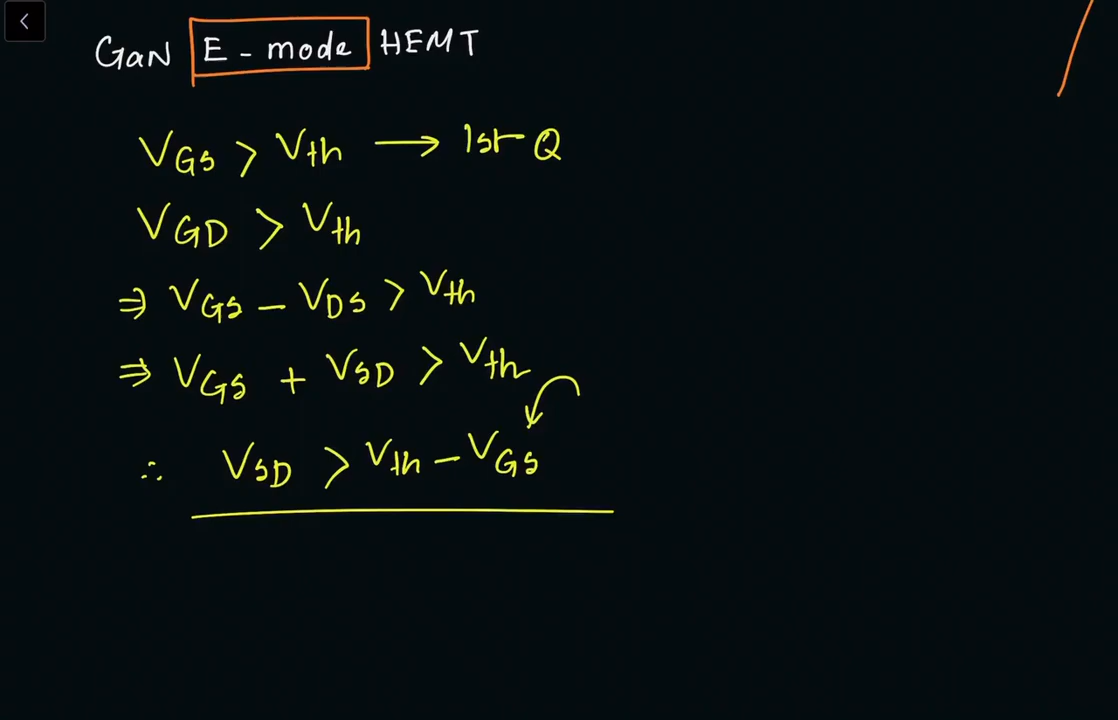 GaN E - mode HEMT
VGS > Vth → 1st Q
VGD > Vth
⇒ VGS - VDS > Vth
⇒ VGS + VSD > Vth
∴ VSD > Vth - VGS